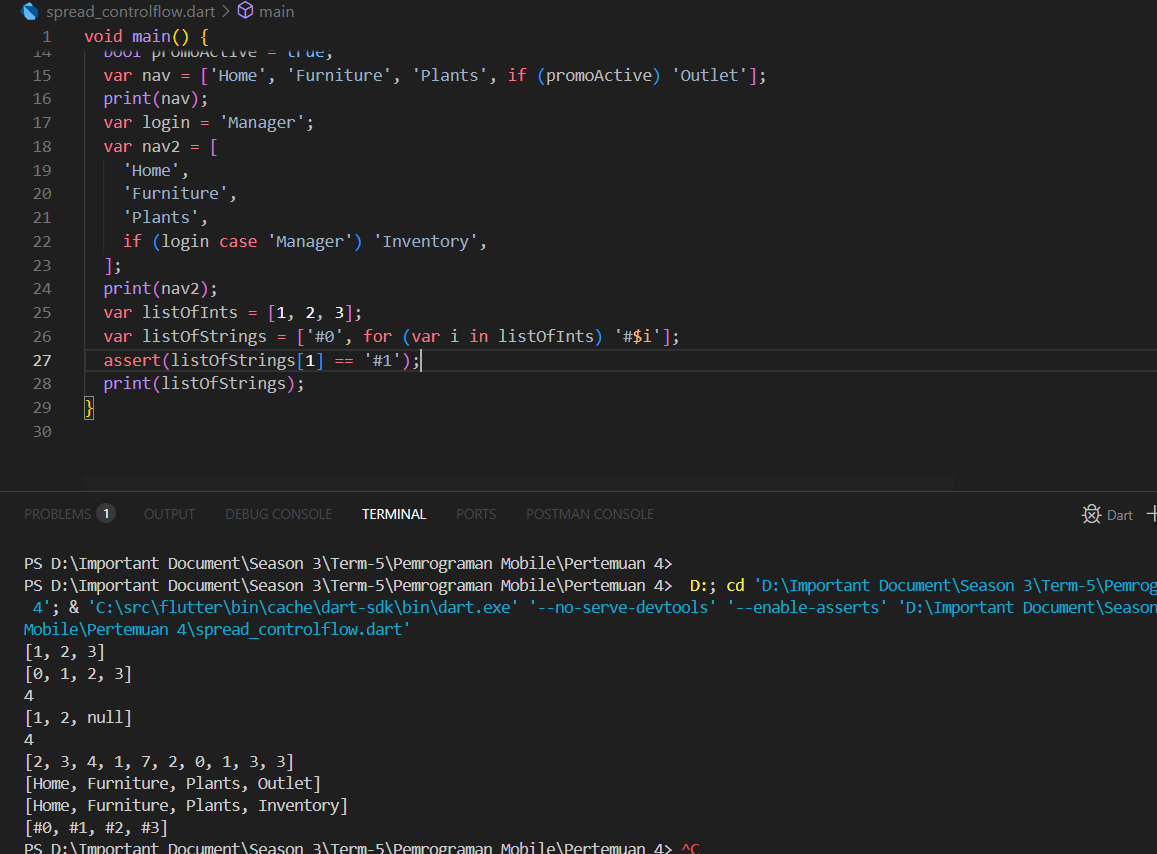 spread_controlflow.dart > main
1 void main() {
14 bool promoActive = true;
15 var nav = ['Home', 'Furniture', 'Plants', if (promoActive) 'Outlet'];
16 print(nav);
17 var login = 'Manager';
18 var nav2 = [
19 'Home',
20 'Furniture',
21 'Plants',
22 if (login case 'Manager') 'Inventory',
23 ];
24 print(nav2);
25 var listOfInts = [1, 2, 3];
26 var listOfStrings = ['#0', for (var i in listOfInts) '#$i'];
27 assert(listOfStrings[1] == '#1');
28 print(listOfStrings);
29 }
30
PROBLEMS 1 OUTPUT DEBUG CONSOLE TERMINAL PORTS POSTMAN CONSOLE Dart
PS D:\Important Document\Season 3\Term-5\Pemrograman Mobile\Pertemuan 4>
PS D:\Important Document\Season 3\Term-5\Pemrograman Mobile\Pertemuan 4> D:; cd 'D:\Important Document\Season 3\Term-5\Pemrog
4'; & 'C:\src\flutter\bin\cache\dart-sdk\bin\dart.exe' '--no-serve-devtools' '--enable-asserts' 'D:\Important Document\Season
Mobile\Pertemuan 4\spread_controlflow.dart'
[1, 2, 3]
[0, 1, 2, 3]
4
[1, 2, null]
4
[2, 3, 4, 1, 7, 2, 0, 1, 3, 3]
[Home, Furniture, Plants, Outlet]
[Home, Furniture, Plants, Inventory]
[#0, #1, #2, #3]
PS D:\Important Document\Season 3\Term-5\Pemrograman Mobile\Pertemuan 4> ^C